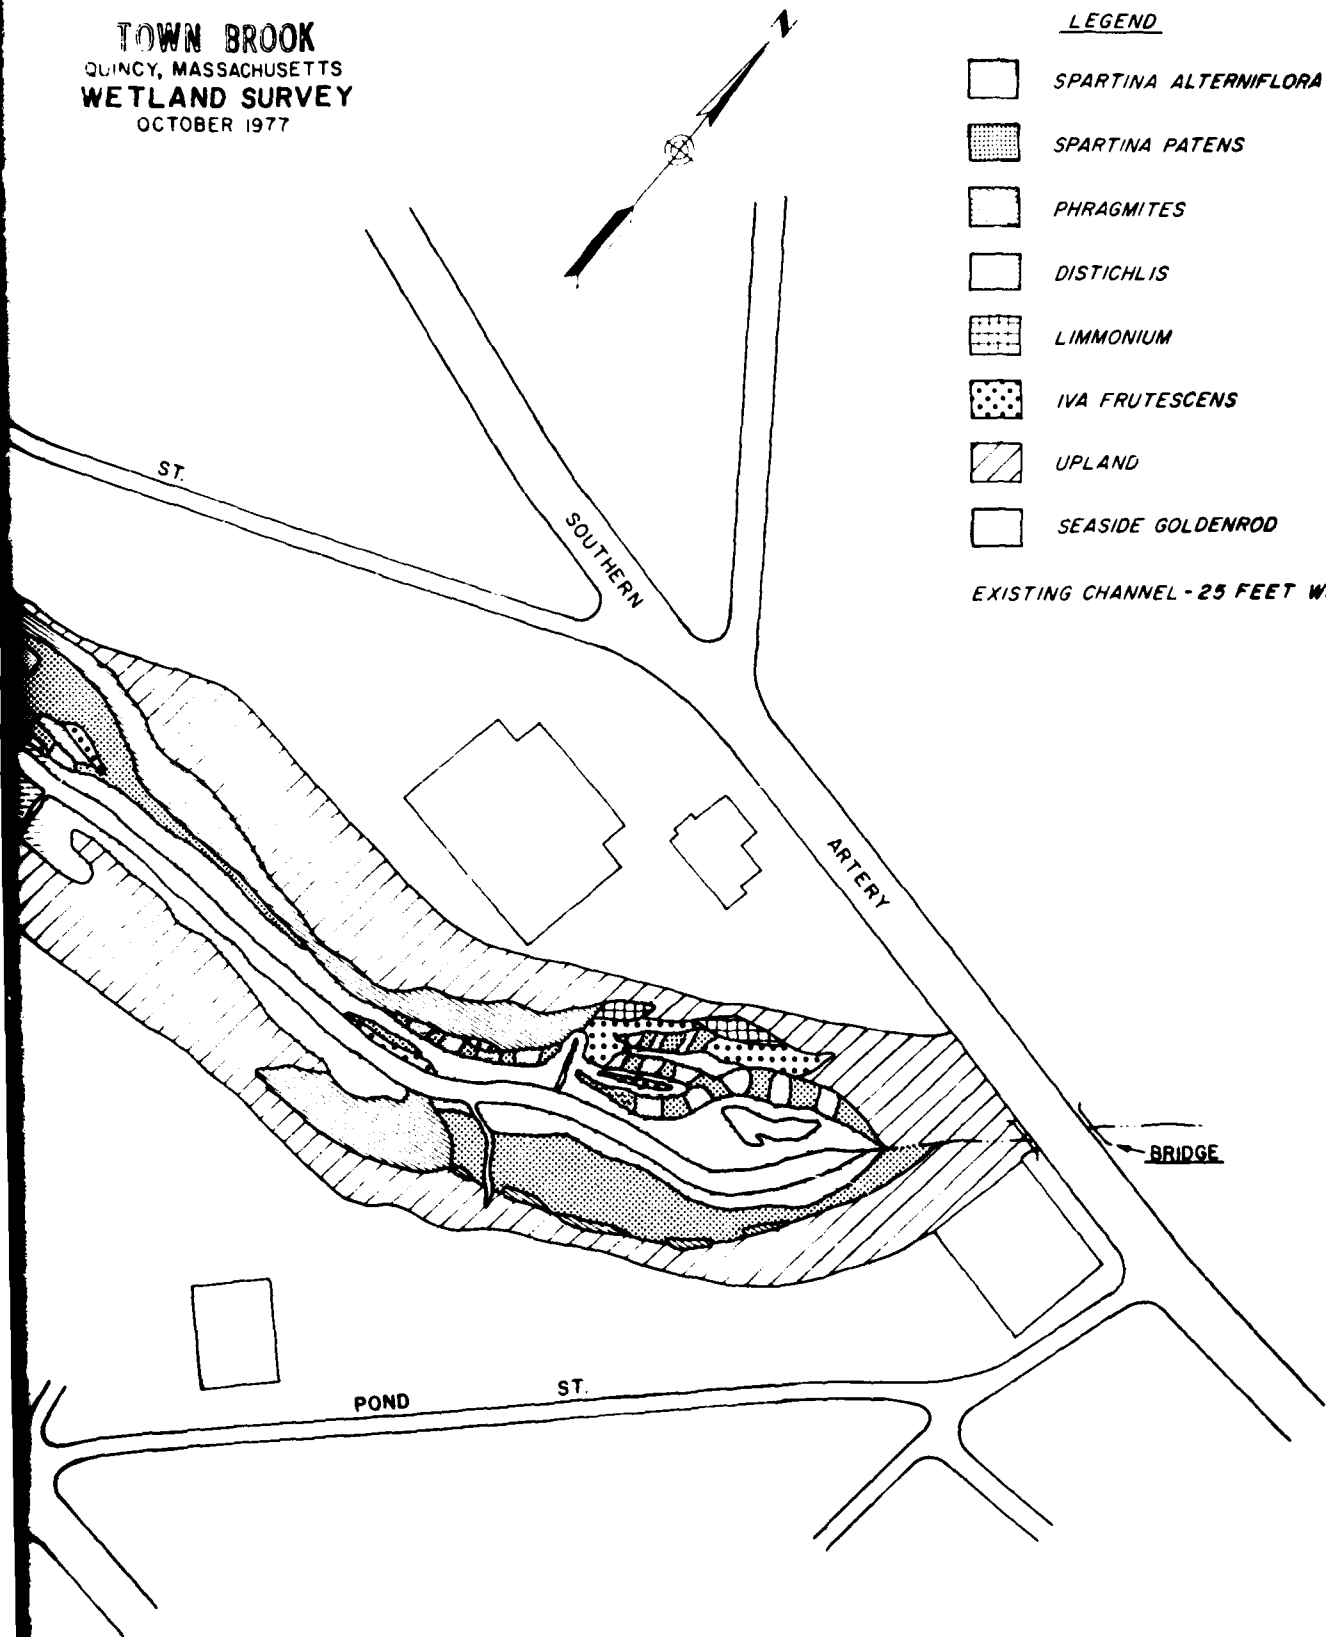 TOWN BROOK
QUINCY, MASSACHUSETTS
WETLAND SURVEY
OCTOBER 1977
N
LEGEND
SPARTINA ALTERNIFLORA
SPARTINA PATENS
PHRAGMITES
DISTICHLIS
LIMMONIUM
IVA FRUTESCENS
UPLAND
SEASIDE GOLDENROD
EXISTING CHANNEL - 25 FEET W
ST.
SOUTHERN
ARTERY
BRIDGE
POND ST.